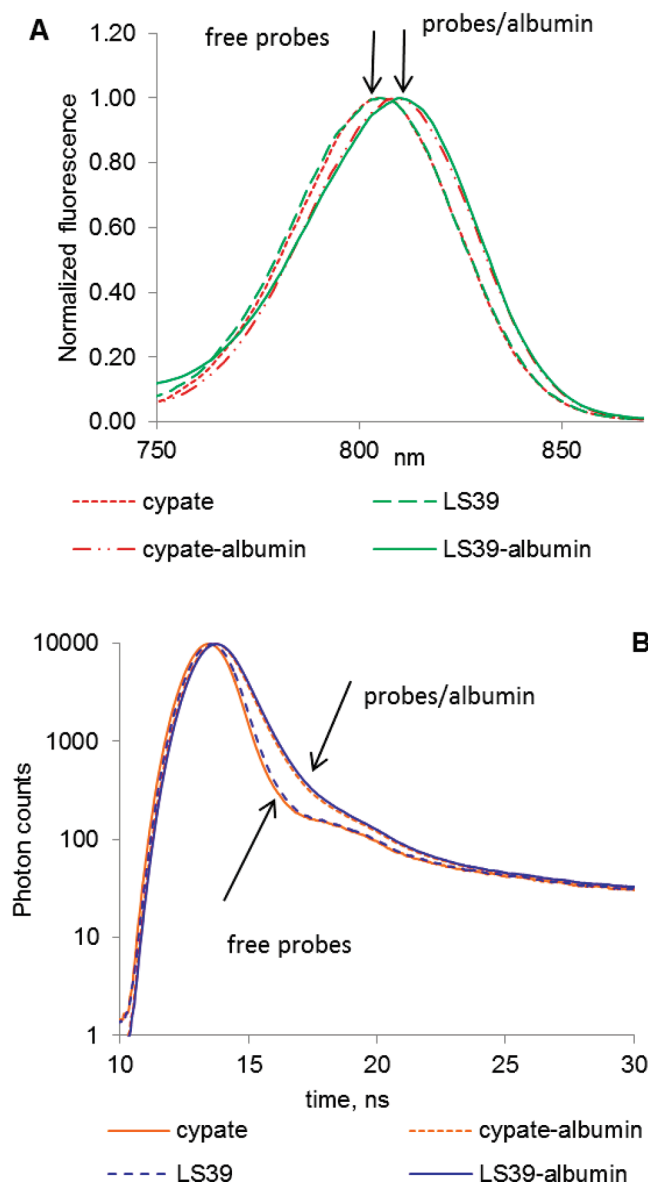 A
free probes
probes/albumin
Normalized fluorescence
1.20
1.00
0.80
0.60
0.40
0.20
0.00
750
800
850
nm
cypate
LS39
cypate-albumin
LS39-albumin
B
probes/albumin
free probes
Photon counts
10000
1000
100
10
1
10
15
20
25
30
time, ns
cypate
cypate-albumin
LS39
LS39-albumin